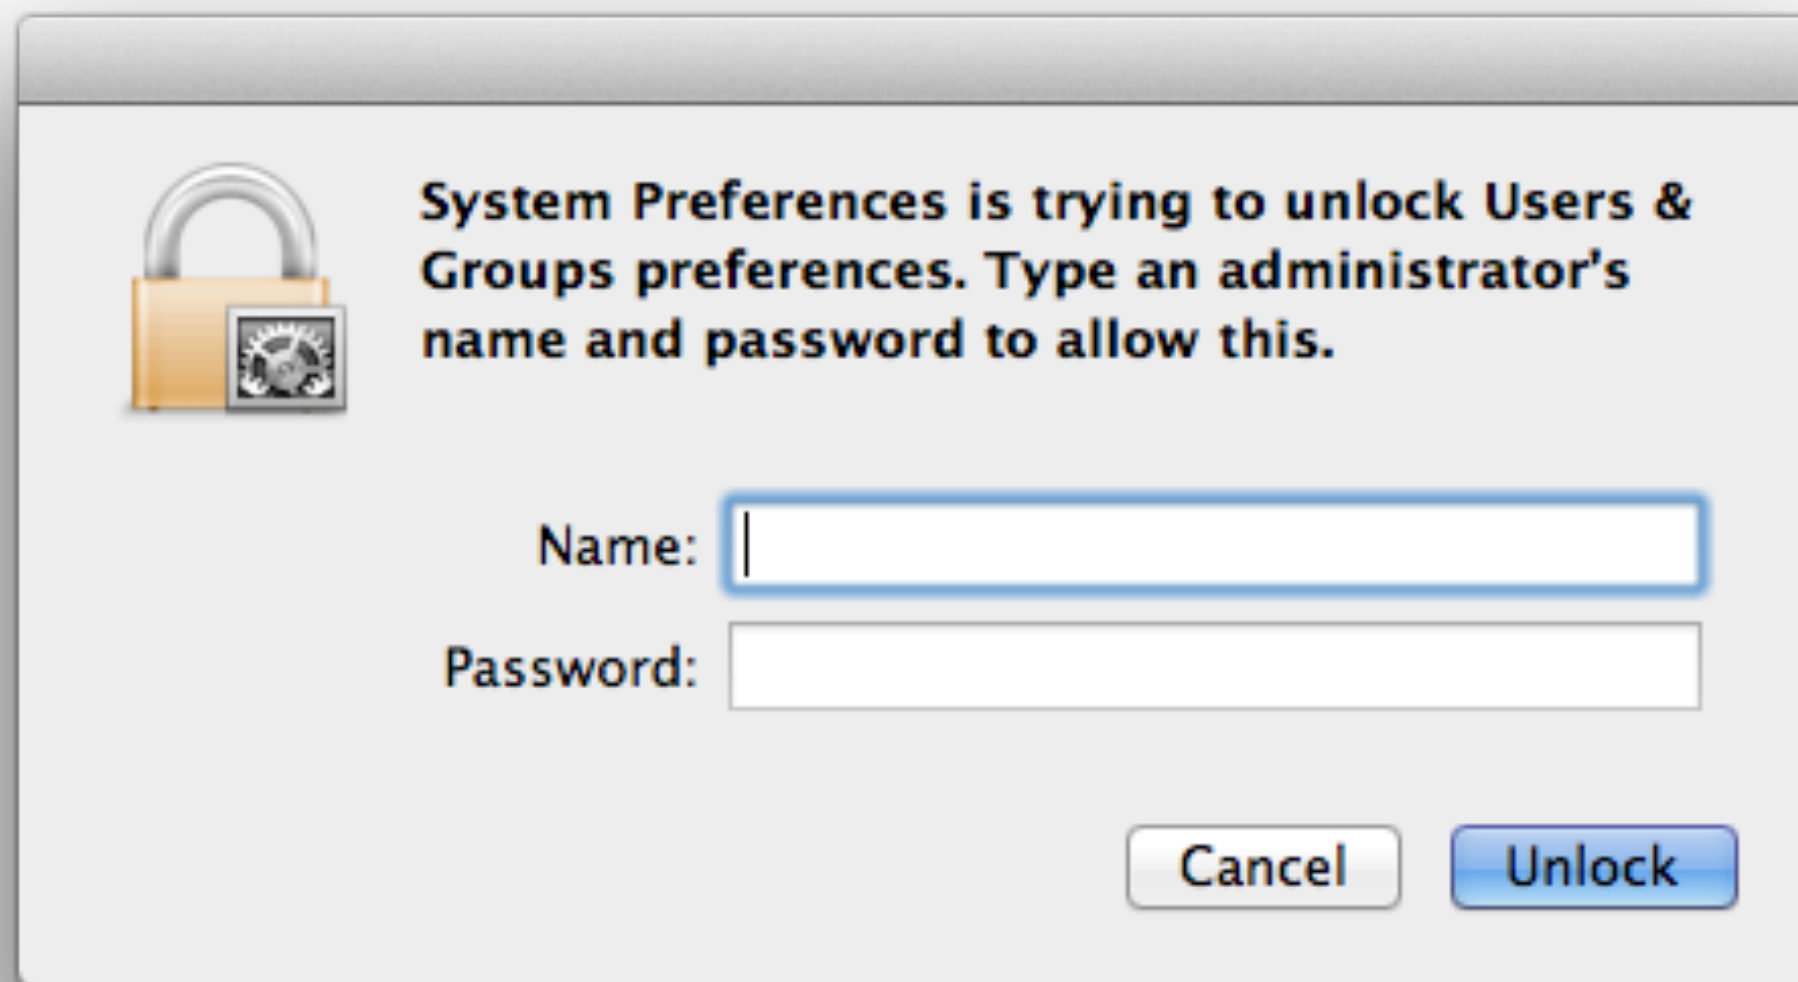 System Preferences is trying to unlock Users &
Groups preferences. Type an administrator's
name and password to allow this.
Name:
Password:
Cancel
Unlock